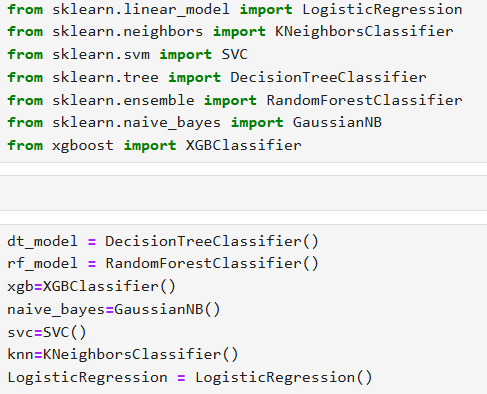 from sklearn.linear_model import LogisticRegression
from sklearn.neighbors import KNeighborsClassifier
from sklearn.svm import SVC
from sklearn.tree import DecisionTreeClassifier
from sklearn.ensemble import RandomForestClassifier
from sklearn.naive_bayes import GaussianNB
from xgboost import XGBClassifier
dt_model = DecisionTreeClassifier()
rf_model = RandomForestClassifier()
xgb=XGBClassifier()
naive_bayes=GaussianNB()
svc=SVC()
knn=KNeighborsClassifier()
LogisticRegression = LogisticRegression()